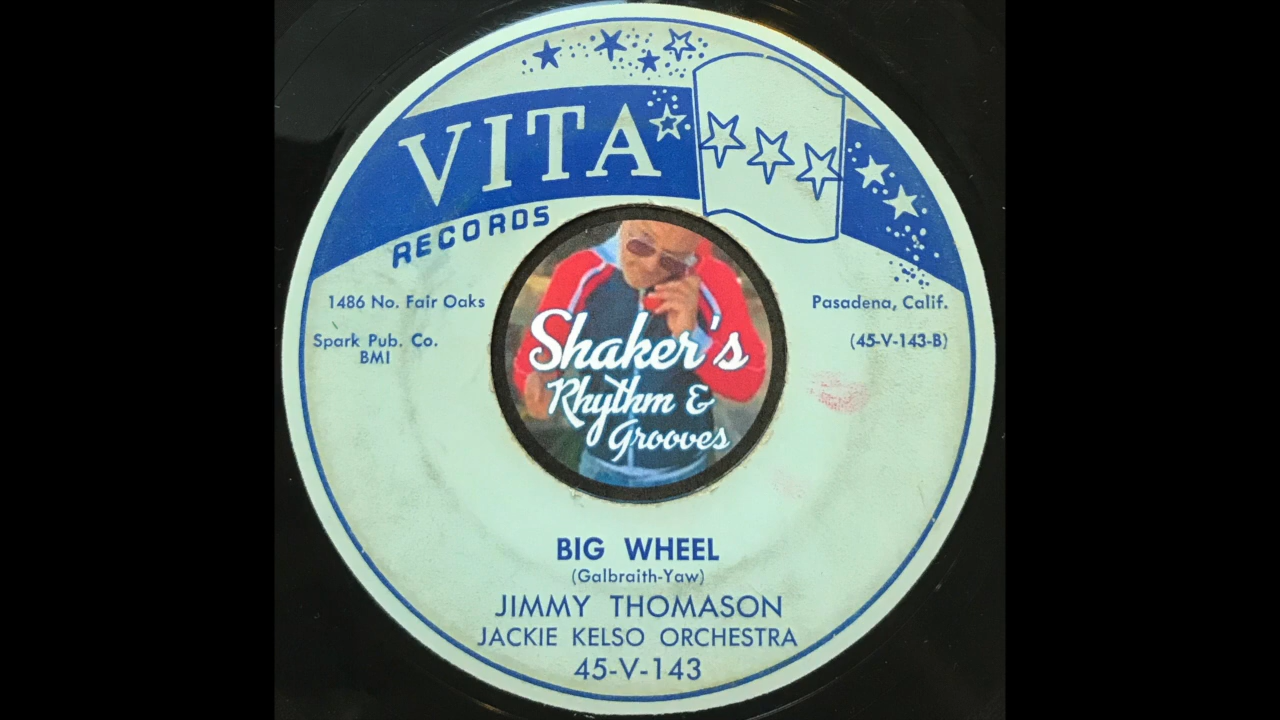 VITA
RECORDS
1486 No. Fair Oaks
Pasadena, Calif.
Spark Pub. Co.
BMI
(45-V-143-B)
Shaker's
Rhythm &
Grooves
BIG WHEEL
(Galbraith-Yaw)
JIMMY THOMASON
JACKIE KELSO ORCHESTRA
45-V-143